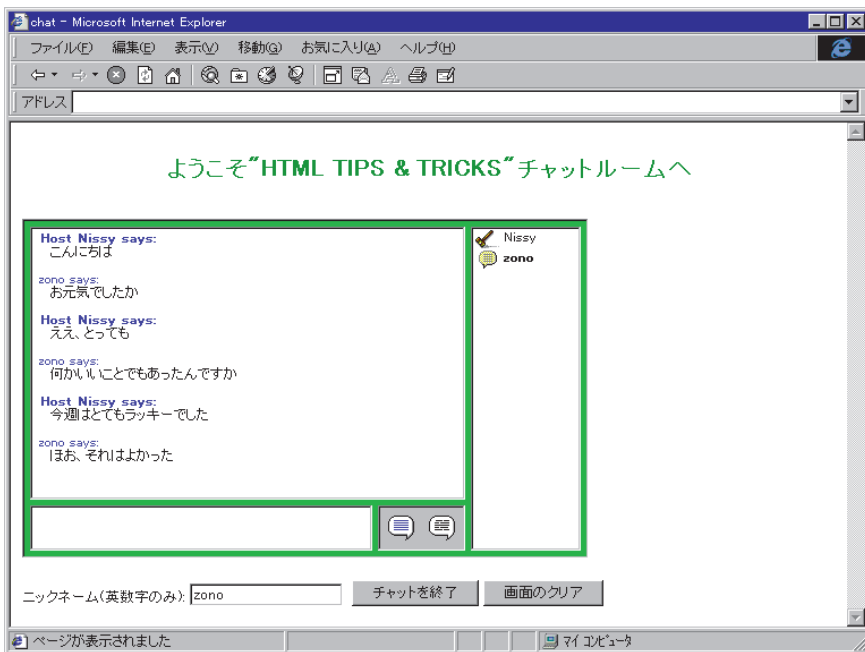 chat - Microsoft Internet Explorer
ファイル(F) 編集(E) 表示(V) 移動(G) お気に入り(A) ヘルプ(H)
アドレス
ようこそ"HTML TIPS & TRICKS"チャットルームへ
Host Nissy says:
こんにちは
zono says:
お元気でしたか
Host Nissy says:
ええ、とっても
zono says:
何かいいことでもあったんですか
Host Nissy says:
今週はとてもラッキーでした
zono says:
ほお、それはよかった
Nissy
zono
ニックネーム(英数字のみ): zono チャットを終了 画面のクリア
ページが表示されました マイ コンピュータ